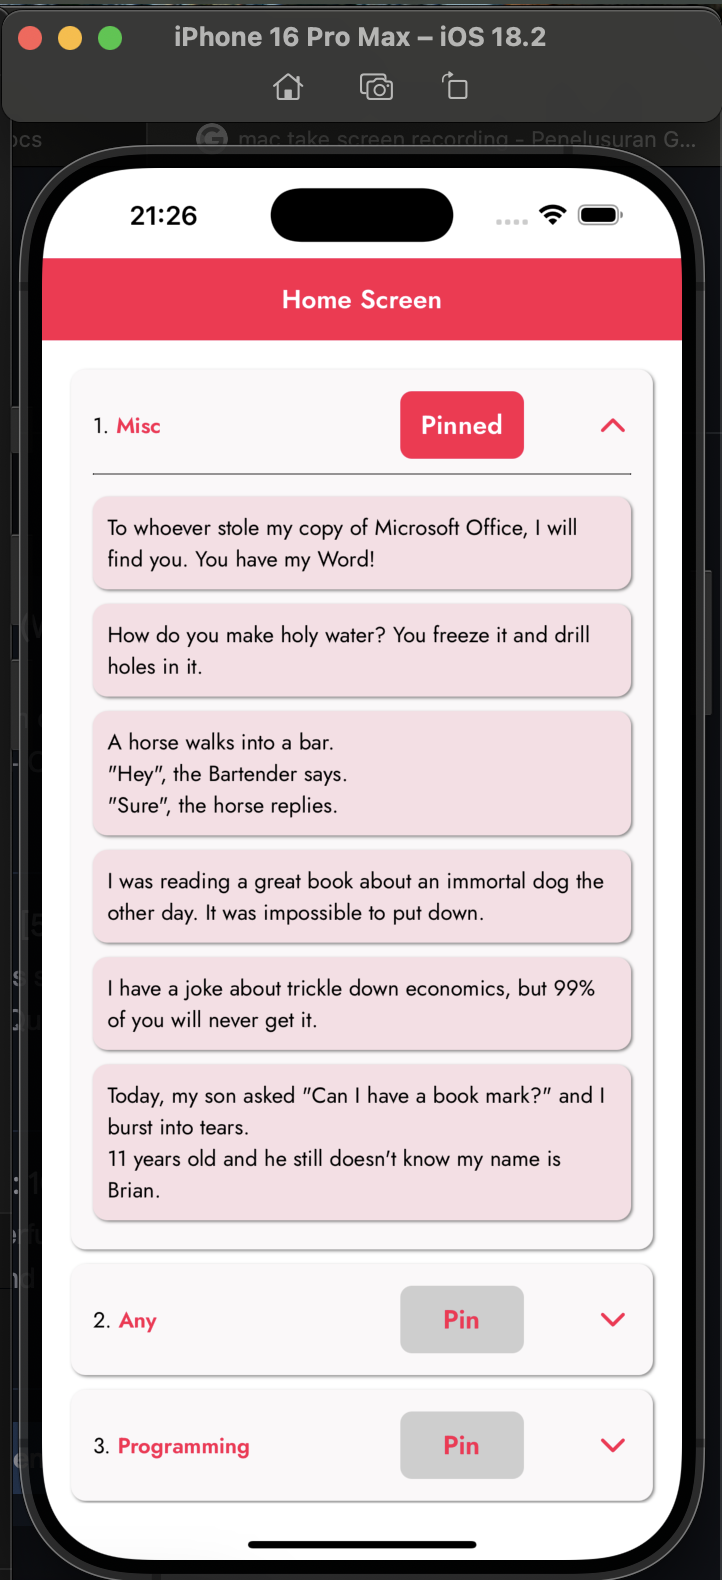 iPhone 16 Pro Max – iOS 18.2
ocs
mac take screen recording - Penelusuran G...
21:26
Home Screen
1. Misc
Pinned
To whoever stole my copy of Microsoft Office, I will
find you. You have my Word!
How do you make holy water? You freeze it and drill
holes in it.
A horse walks into a bar.
"Hey", the Bartender says.
"Sure", the horse replies.
I was reading a great book about an immortal dog the
other day. It was impossible to put down.
I have a joke about trickle down economics, but 99%
of you will never get it.
Today, my son asked "Can I have a book mark?" and I
burst into tears.
11 years old and he still doesn't know my name is
Brian.
2. Any
Pin
3. Programming
Pin